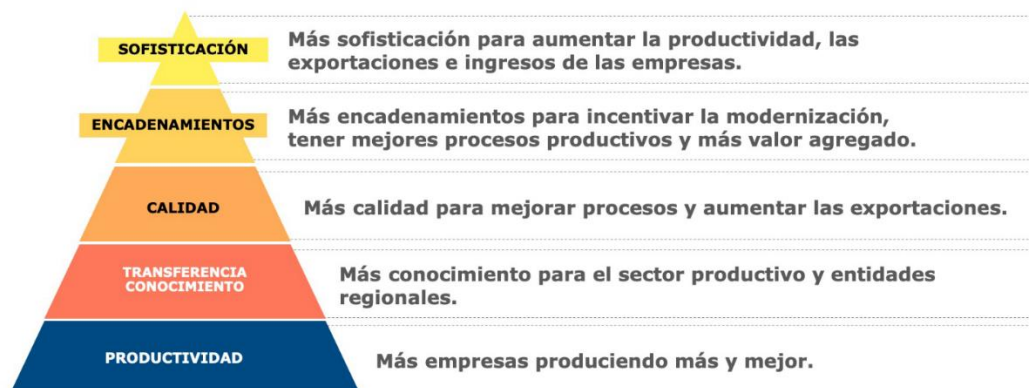 SOFISTICACIÓN
Más sofisticación para aumentar la productividad, las
exportaciones e ingresos de las empresas.
ENCADENAMIENTOS
Más encadenamientos para incentivar la modernización,
tener mejores procesos productivos y más valor agregado.
CALIDAD
Más calidad para mejorar procesos y aumentar las exportaciones.
TRANSFERENCIA
CONOCIMIENTO
Más conocimiento para el sector productivo y entidades
regionales.
PRODUCTIVIDAD
Más empresas produciendo más y mejor.